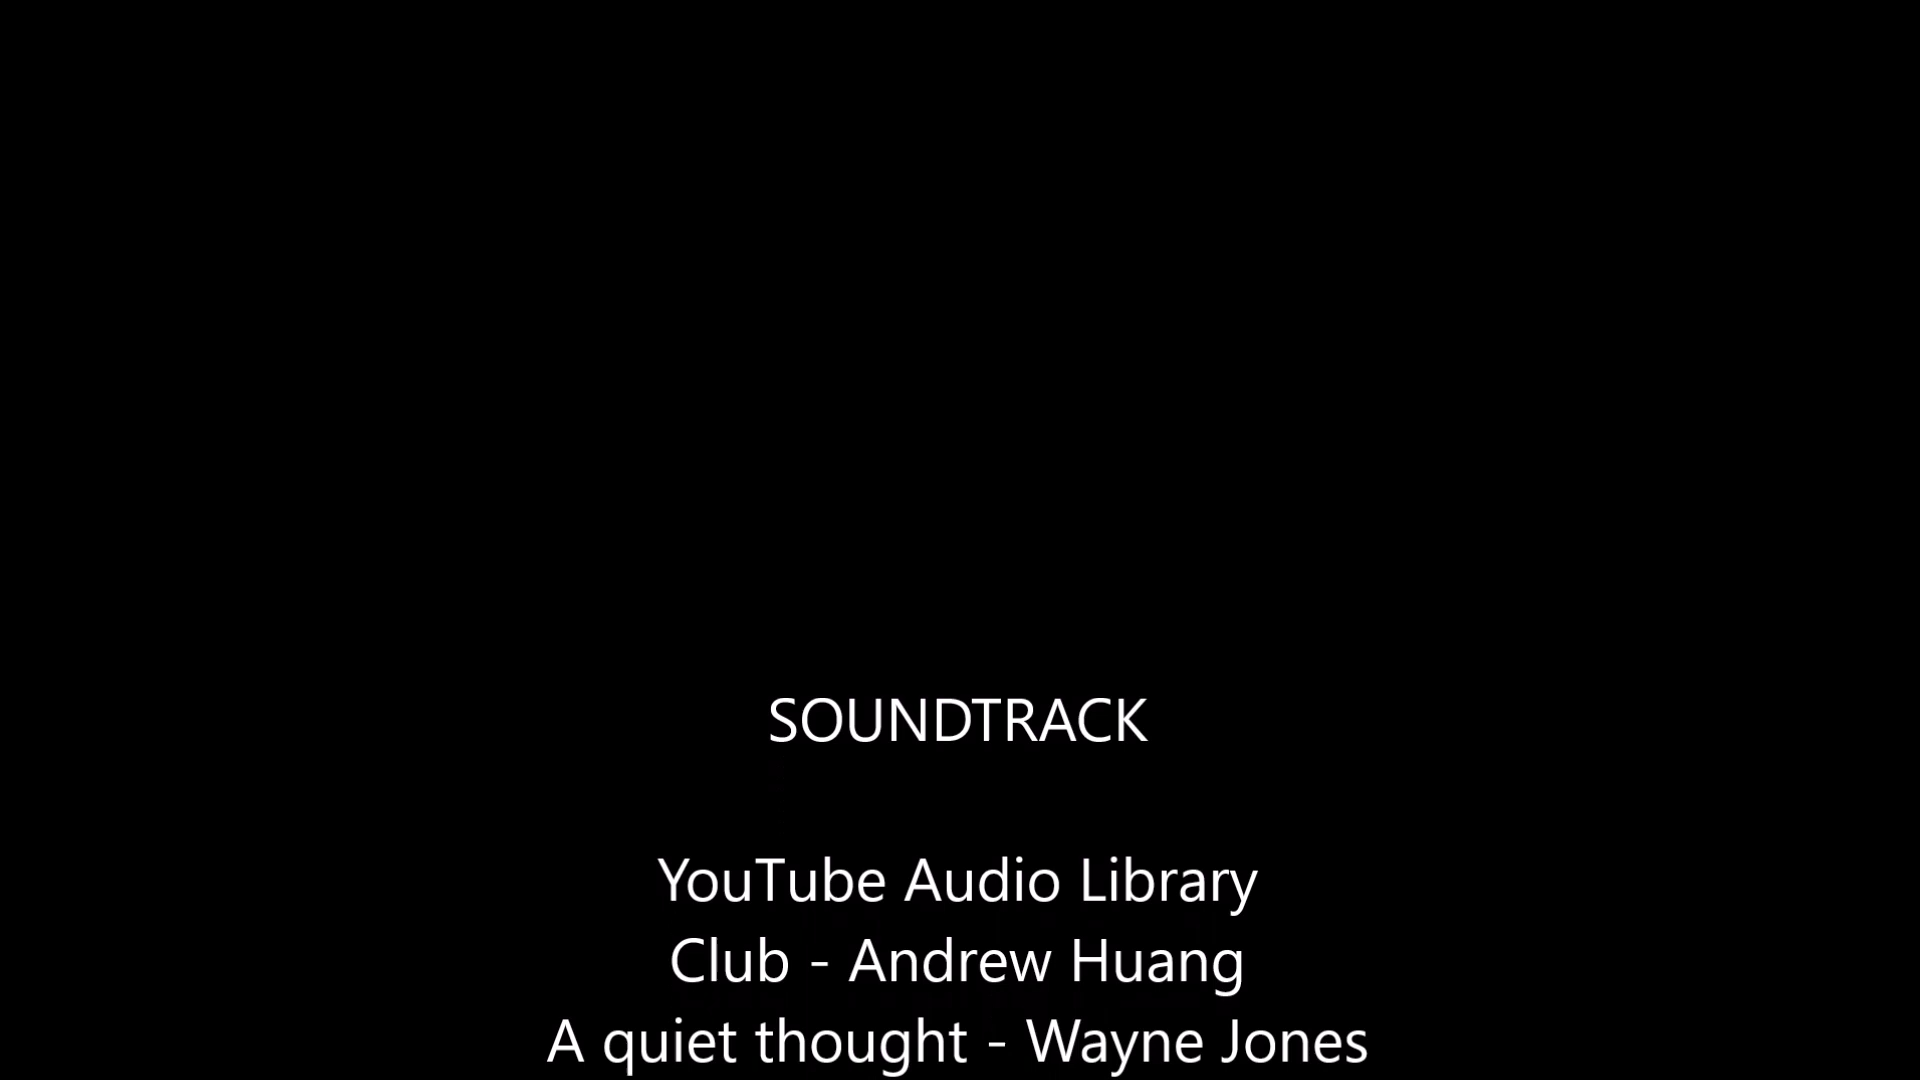 SOUNDTRACK
YouTube Audio Library
Club - Andrew Huang
A quiet thought - Wayne Jones